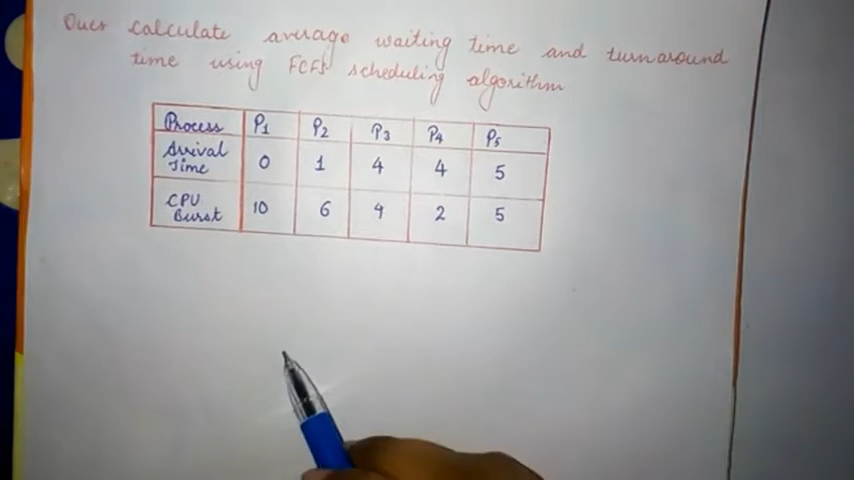 Ques calculate average waiting time and turnaround
time using FCFS scheduling algorithm
Process P1 P2 P3 P4 P5
Arrival Time 0 1 4 4 5
CPU Burst 10 6 4 2 5